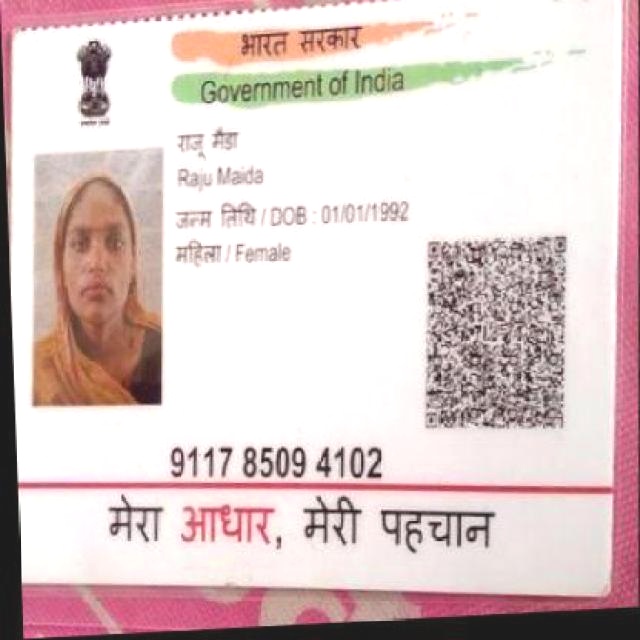 भारत सरकार
Government of India
राजू मैडा
Raju Maida
जन्म तिथि / DOB : 01/01/1992
महिला / Female
9117 8509 4102
मेरा आधार, मेरी पहचान